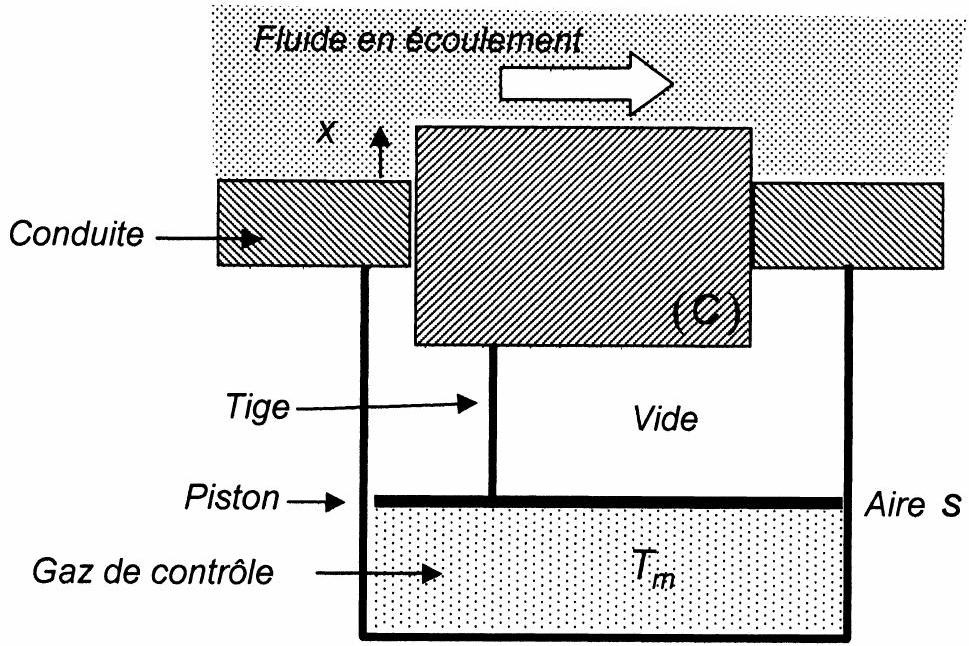 Fluide en écoulement
x
Conduite
(C)
Tige
Vide
Piston
Aire S
Gaz de contrôle
Tm